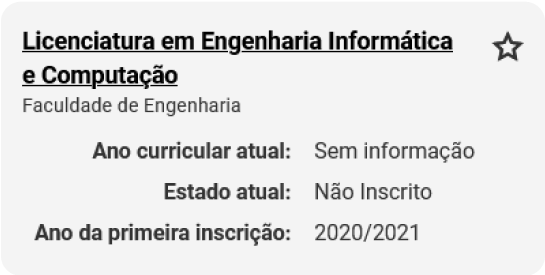 Licenciatura em Engenharia Informática
e Computação
Faculdade de Engenharia
Ano curricular atual: Sem informação
Estado atual: Não Inscrito
Ano da primeira inscrição: 2020/2021